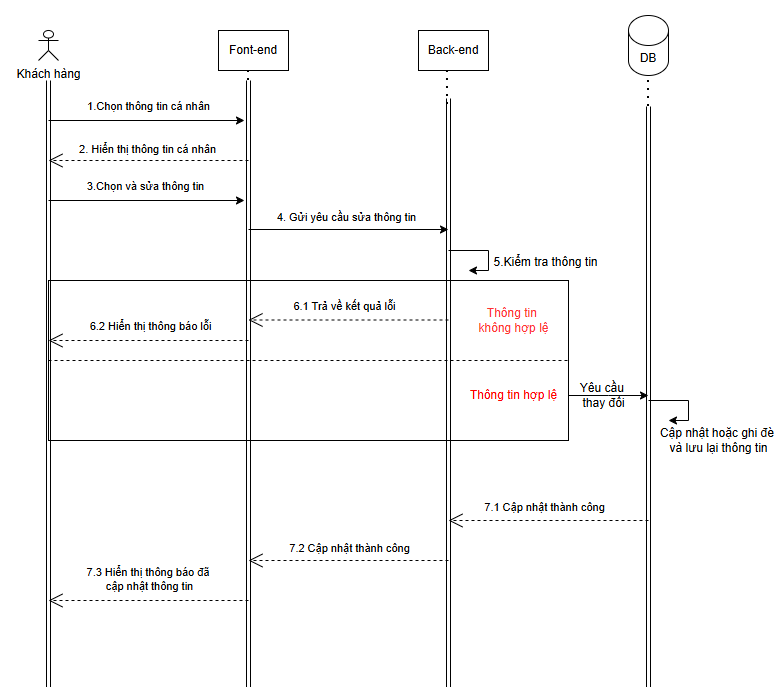 Khách hàng
Font-end
Back-end
DB
1.Chọn thông tin cá nhân
2. Hiển thị thông tin cá nhân
3.Chọn và sửa thông tin
4. Gửi yêu cầu sửa thông tin
5.Kiểm tra thông tin
6.1 Trả về kết quả lỗi
Thông tin
không hợp lệ
6.2 Hiển thị thông báo lỗi
Thông tin hợp lệ
Yêu cầu
thay đổi
Cập nhật hoặc ghi đè
và lưu lại thông tin
7.1 Cập nhật thành công
7.2 Cập nhật thành công
7.3 Hiển thị thông báo đã
cập nhật thông tin